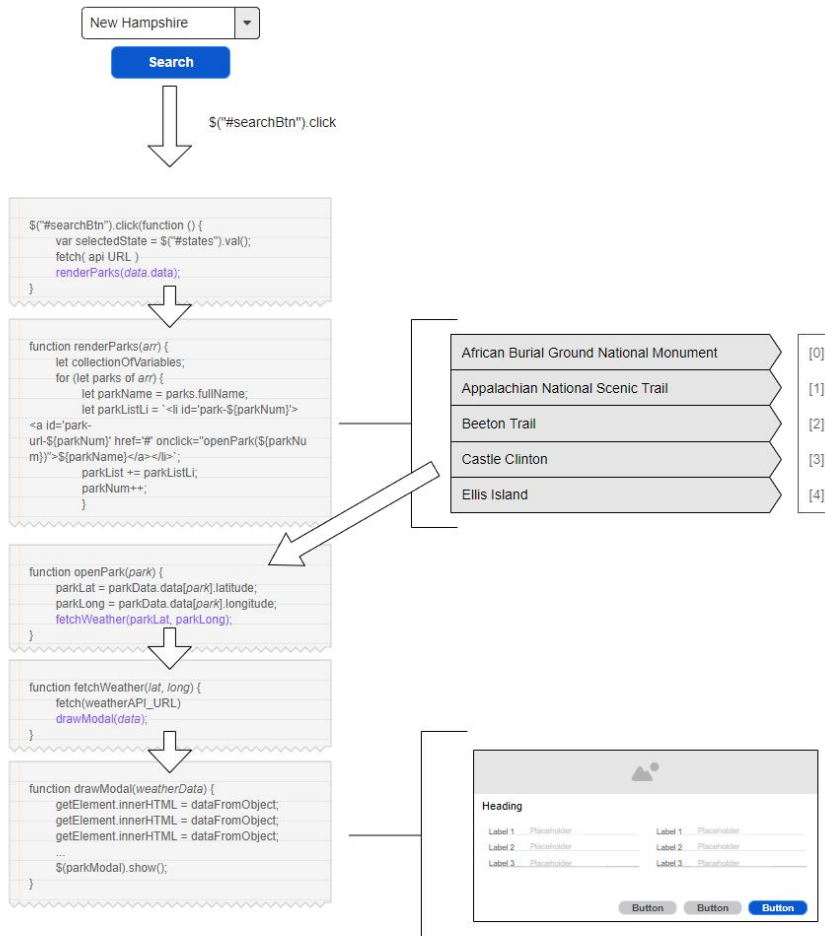 New Hampshire
Search
$("#searchBtn").click
$("#searchBtn").click(function () {
var selectedState = $("#states").val();
fetch( api URL )
renderParks(data.data);
}
function renderParks(arr) {
let collectionOfVariables;
for (let parks of arr) {
let parkName = parks.fullName;
let parkListLi = `<li id='park-${parkNum}'>
<a id='park-
url-${parkNum}' href='#' onclick="openPark(${parkNu
m})">${parkName}</a></li>`;
parkList += parkListLi;
parkNum++;
}
African Burial Ground National Monument
[0]
Appalachian National Scenic Trail
[1]
Beeton Trail
[2]
Castle Clinton
[3]
Ellis Island
[4]
function openPark(park) {
parkLat = parkData.data[park].latitude;
parkLong = parkData.data[park].longitude;
fetchWeather(parkLat, parkLong);
}
function fetchWeather(lat, long) {
fetch(weatherAPI_URL)
drawModal(data);
}
function drawModal(weatherData) {
getElement.innerHTML = dataFromObject;
getElement.innerHTML = dataFromObject;
getElement.innerHTML = dataFromObject;
...
$(parkModal).show();
}
Heading
Label 1 Placeholder Label 1 Placeholder
Label 2 Placeholder Label 2 Placeholder
Label 3 Placeholder Label 3 Placeholder
Button Button Button